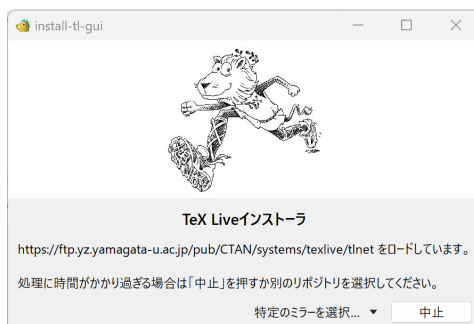 install-tl-gui
TeX Liveインストーラ
https://ftp.yz.yamagata-u.ac.jp/pub/CTAN/systems/texlive/tlnet をロードしています。
処理に時間がかかり過ぎる場合は「中止」を押すか別のリポジトリを選択してください。
特定のミラーを選択... 中止